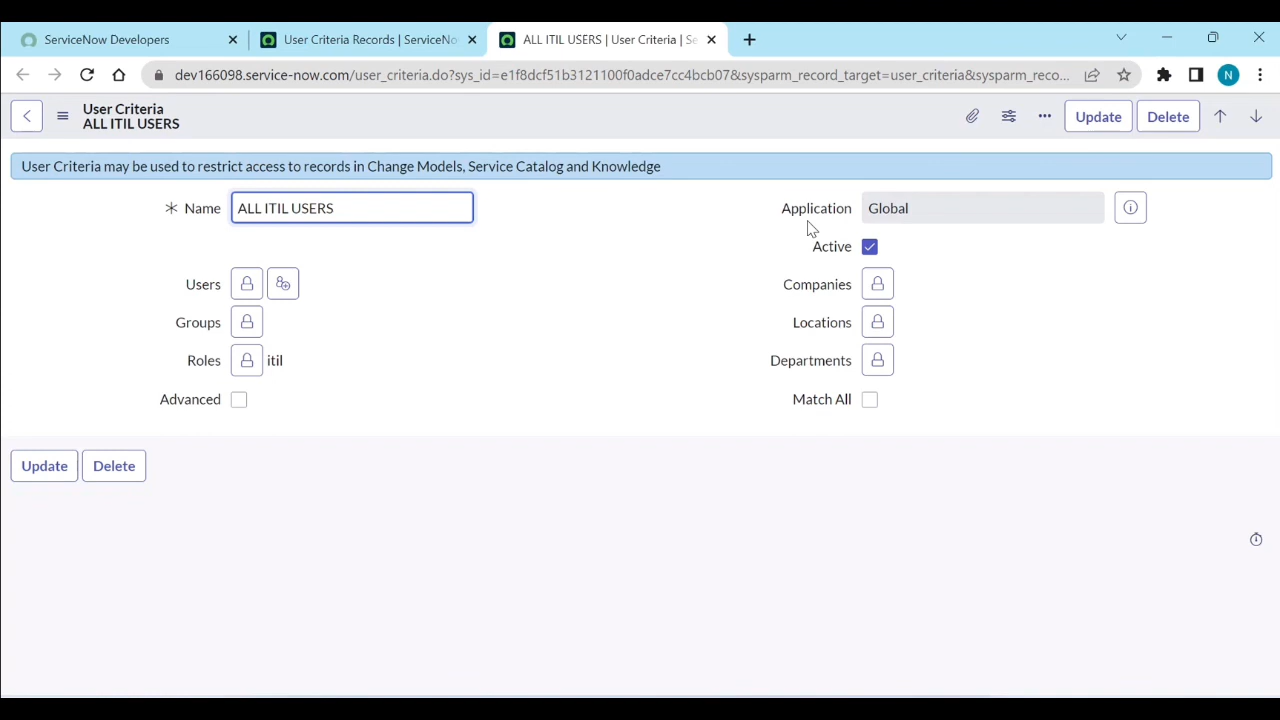 ServiceNow Developers
User Criteria Records | ServiceNo
ALL ITIL USERS | User Criteria | Se
dev166098.service-now.com/user_criteria.do?sys_id=e1f8dcf51b3121100f0adce7cc4bcb07&sysparm_record_target=user_criteria&sysparm_reco...
N
User Criteria
ALL ITIL USERS
Update
Delete
User Criteria may be used to restrict access to records in Change Models, Service Catalog and Knowledge
Name ALL ITIL USERS
Application Global
Active
Users
Companies
Groups
Locations
Roles itil
Departments
Advanced
Match All
Update
Delete